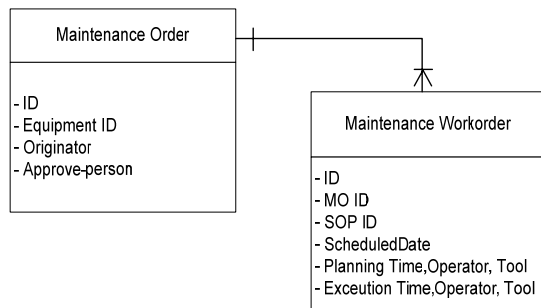 Maintenance Order
- ID
- Equipment ID
- Originator
- Approve-person
Maintenance Workorder
- ID
- MO ID
- SOP ID
- ScheduledDate
- Planning Time,Operator, Tool
- Exccution Time,Operator, Tool